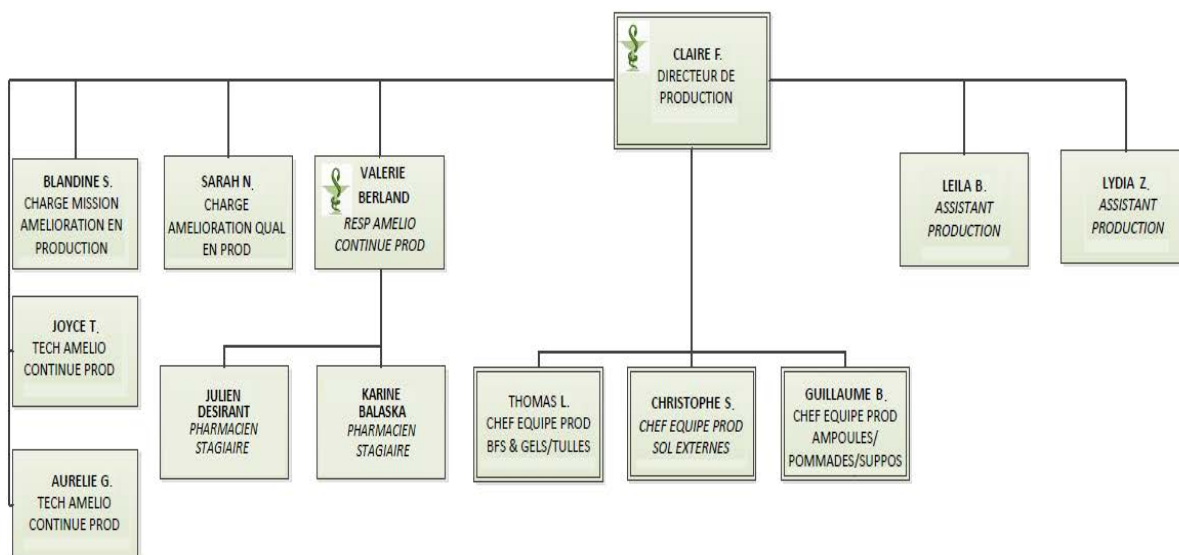 CLAIRE F.
DIRECTEUR DE
PRODUCTION
BLANDINE S.
CHARGE MISSION
AMELIORATION EN
PRODUCTION
SARAH N.
CHARGE
AMELIORATION QUAL
EN PROD
VALERIE
BERLAND
RESP AMELIO
CONTINUE PROD
LEILA B.
ASSISTANT
PRODUCTION
LYDIA Z.
ASSISTANT
PRODUCTION
JOYCE T.
TECH AMELIO
CONTINUE PROD
JULIEN
DESIRANT
PHARMACIEN
STAGIAIRE
KARINE
BALASKA
PHARMACIEN
STAGIAIRE
THOMAS L.
CHEF EQUIPE PROD
BFS & GELS/TULLES
CHRISTOPHE S.
CHEF EQUIPE PROD
SOL EXTERNES
GUILLAUME B.
CHEF EQUIPE PROD
AMPOULES/
POMMADES/SUPPOS
AURELIE G.
TECH AMELIO
CONTINUE PROD